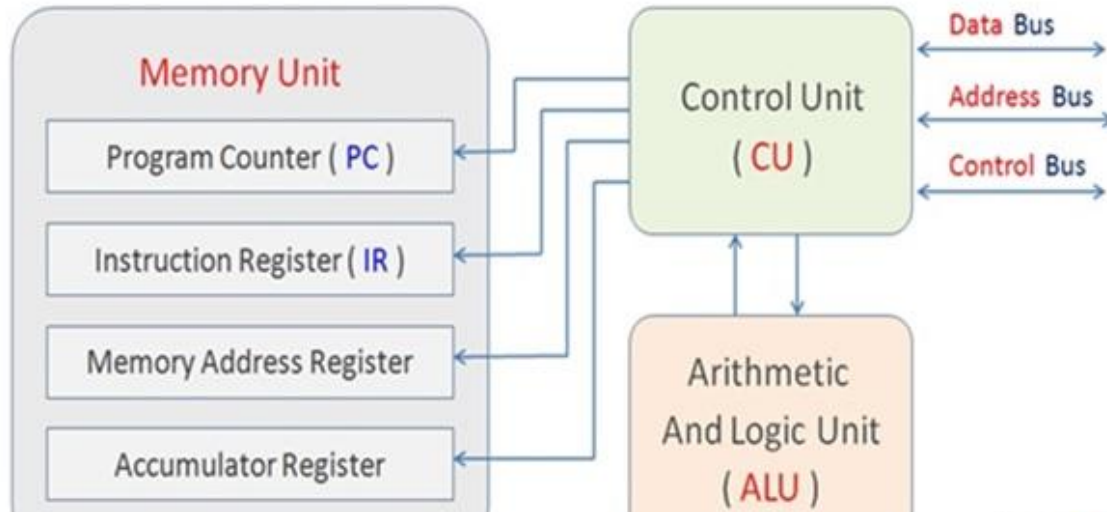 Memory Unit
Program Counter ( PC )
Instruction Register ( IR )
Memory Address Register
Accumulator Register
Control Unit
( CU )
Data Bus
Address Bus
Control Bus
Arithmetic
And Logic Unit
( ALU )